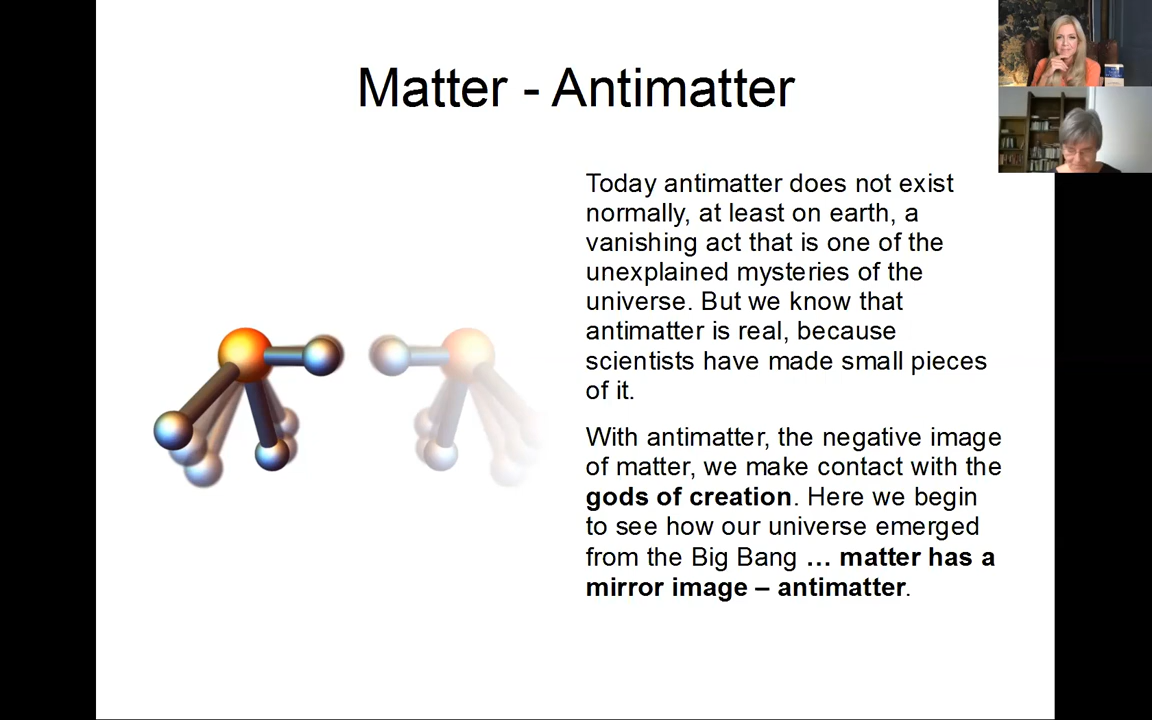 Matter - Antimatter
Today antimatter does not exist
normally, at least on earth, a
vanishing act that is one of the
unexplained mysteries of the
universe. But we know that
antimatter is real, because
scientists have made small pieces
of it.
With antimatter, the negative image
of matter, we make contact with the
gods of creation. Here we begin
to see how our universe emerged
from the Big Bang … matter has a
mirror image – antimatter.